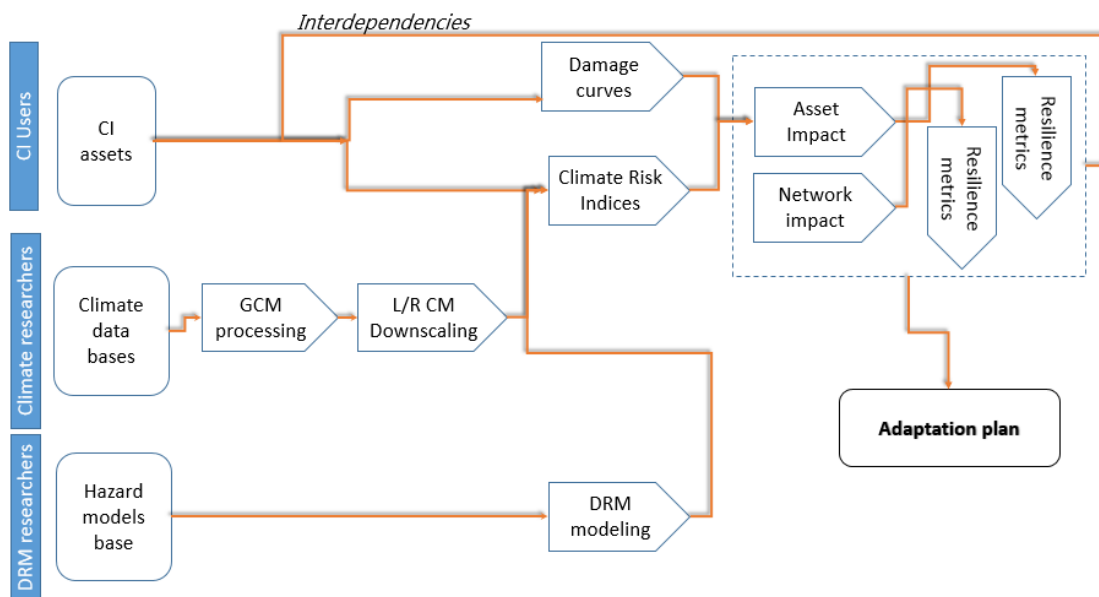 Interdependencies
CI Users
CI
assets
Damage
curves
Climate Risk
Indices
Asset
Impact
Network
impact
Resilience
metrics
Resilience
metrics
Climate researchers
Climate
data
bases
GCM
processing
L/R CM
Downscaling
Adaptation plan
DRM researchers
Hazard
models
base
DRM
modeling